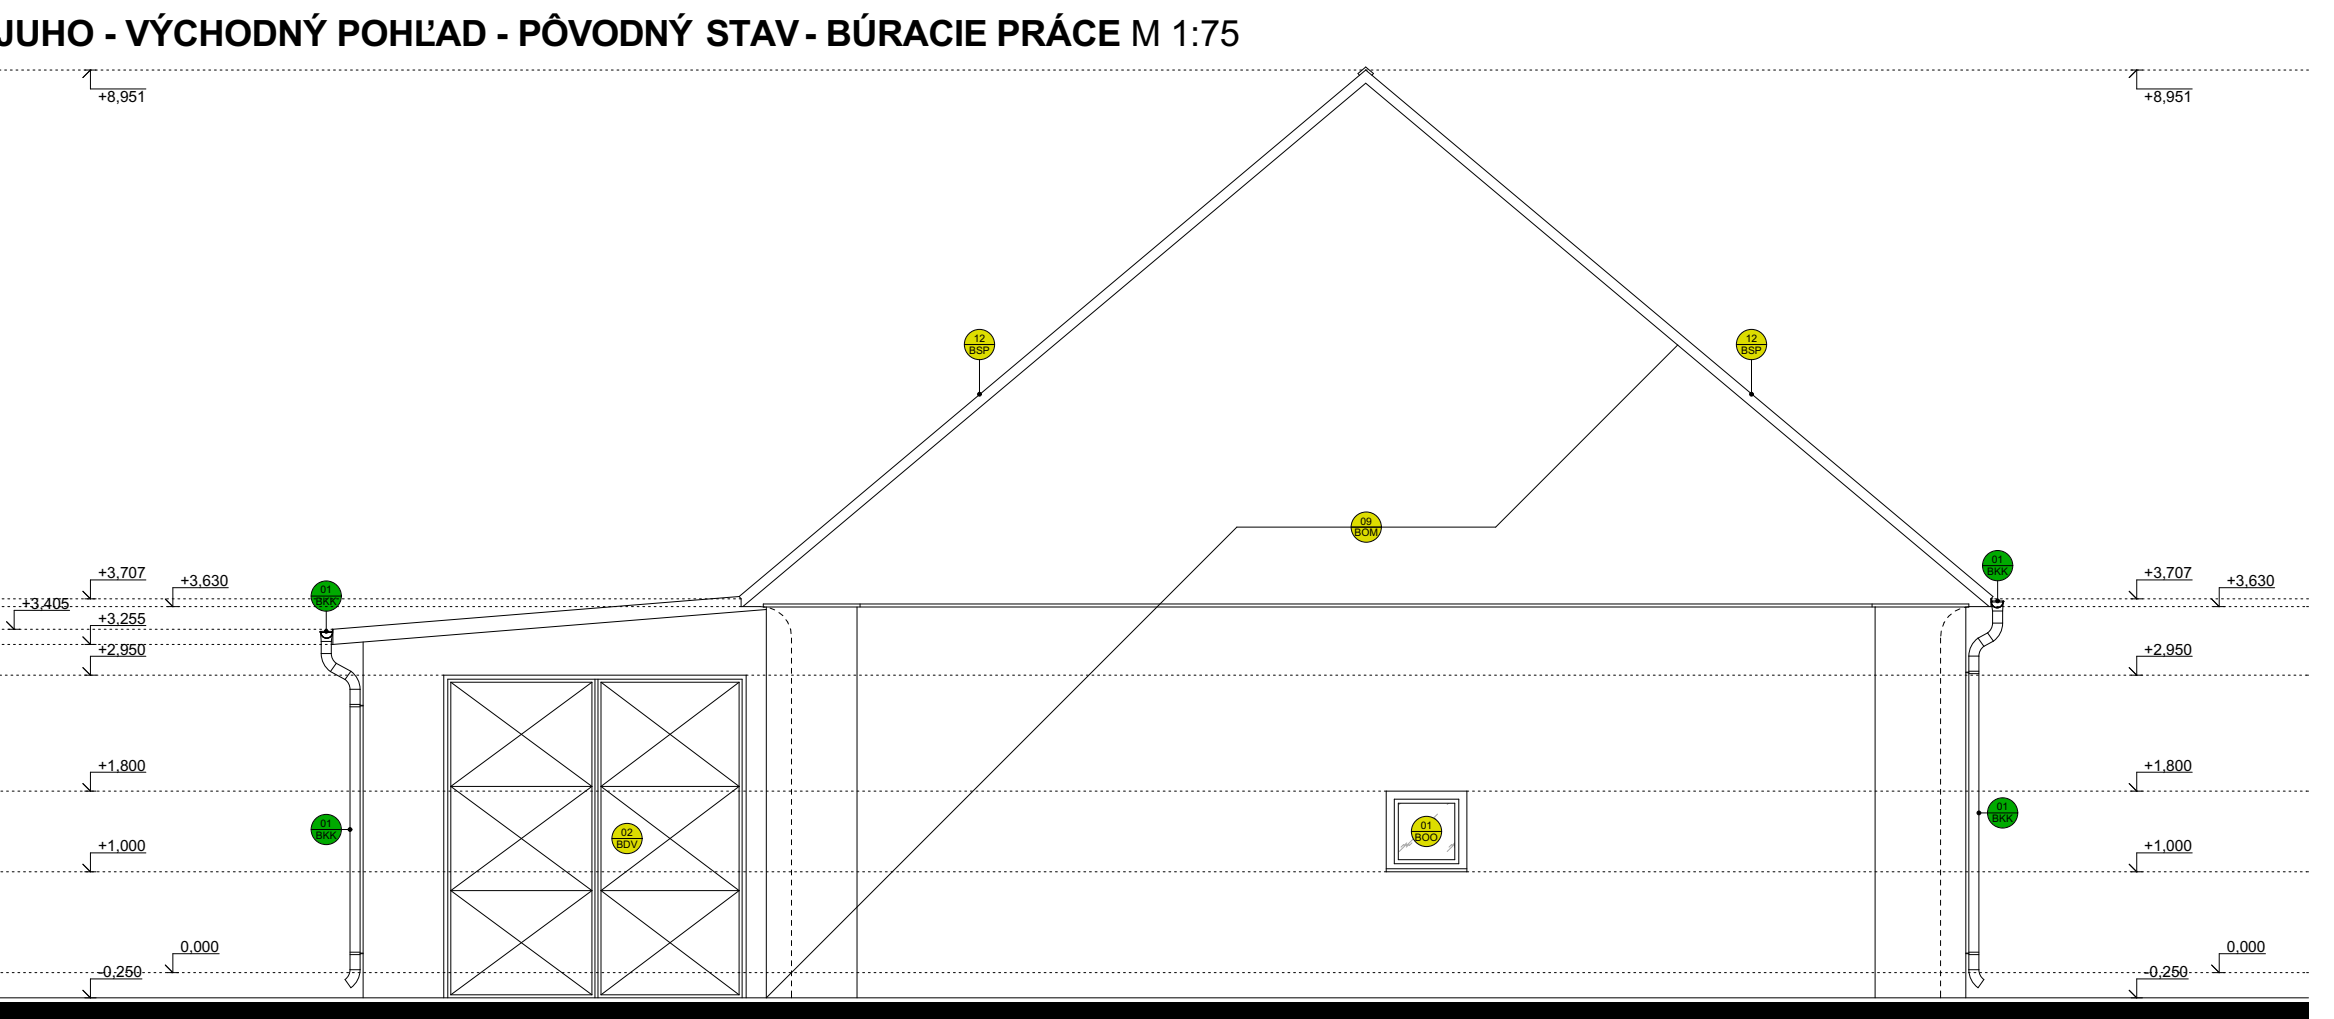 JUHO - VÝCHODNÝ POHĽAD - PÔVODNÝ STAV - BÚRACIE PRÁCE M 1:75
+8,951
+8,951
12
BSP
12
BSP
09
BOM
+3,707
+3,630
+3,405
+3,255
+2,950
01
BKK
01
BKK
+3,707
+3,630
+2,950
+1,800
+1,800
01
BKK
02
BDV
01
BOO
01
BKK
+1,000
+1,000
0,000
-0,250
0,000
-0,250